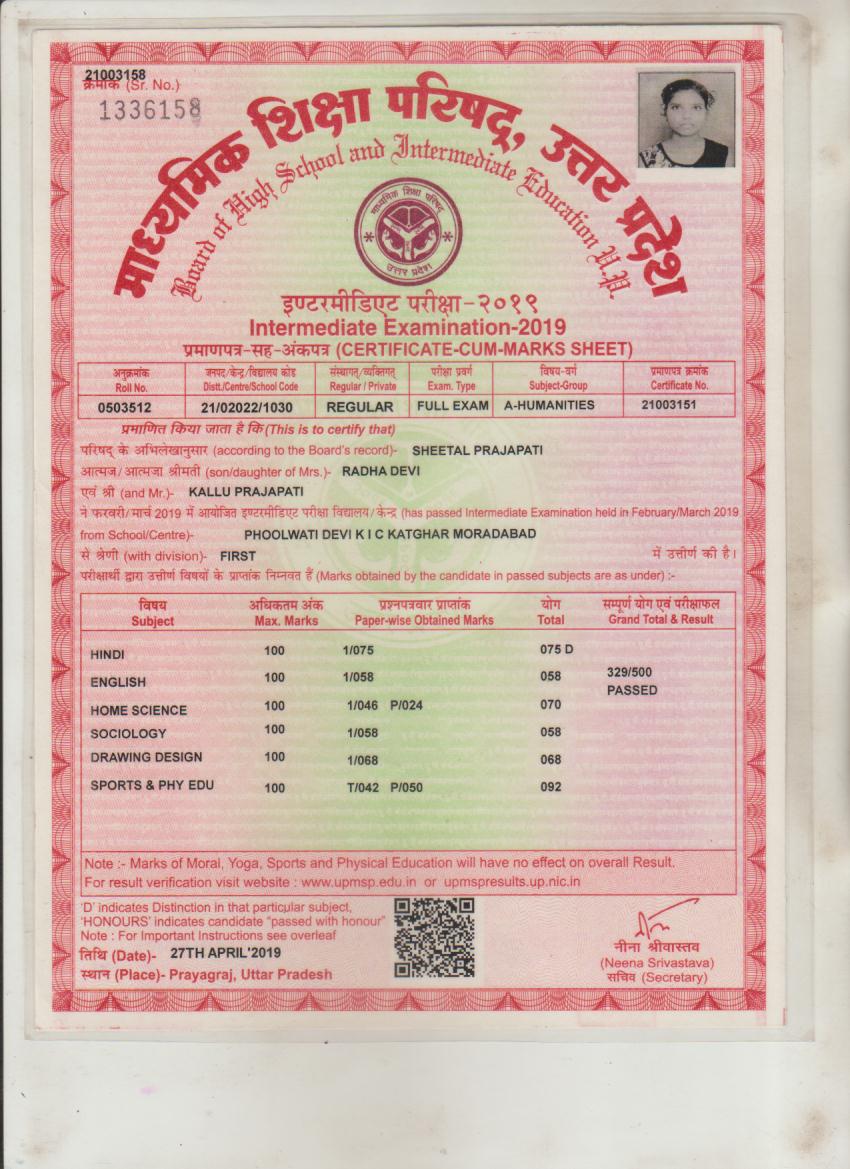 21003158
क्रमांक (Sr. No.)
1336158
माध्यमिक शिक्षा परिषद्, उत्तर प्रदेश
Board of High School and Intermediate Education U.P.
माध्यमिक शिक्षा परिषद्
उत्तर प्रदेश
इण्टरमीडिएट परीक्षा-२०१९
Intermediate Examination-2019
प्रमाणपत्र-सह-अंकपत्र (CERTIFICATE-CUM-MARKS SHEET)
अनुक्रमांक जनपद/केन्द्र/विद्यालय कोड संस्थागत्/व्यक्तिगत् परीक्षा प्रवर्ग विषय-वर्ग प्रमाणपत्र क्रमांक
Roll No. Distt./Centre/School Code Regular / Private Exam. Type Subject-Group Certificate No.
0503512 21/02022/1030 REGULAR FULL EXAM A-HUMANITIES 21003151
प्रमाणित किया जाता है कि (This is to certify that)
परिषद् के अभिलेखानुसार (according to the Board's record)- SHEETAL PRAJAPATI
आत्मज/आत्मजा श्रीमती (son/daughter of Mrs.)- RADHA DEVI
एवं श्री (and Mr.)- KALLU PRAJAPATI
ने फरवरी/मार्च 2019 में आयोजित इण्टरमीडिएट परीक्षा विद्यालय/केन्द्र (has passed Intermediate Examination held in February/March 2019
from School/Centre)- PHOOLWATI DEVI K I C KATGHAR MORADABAD
से श्रेणी (with division)- FIRST में उत्तीर्ण की है।
परीक्षार्थी द्वारा उत्तीर्ण विषयों के प्राप्तांक निम्नवत हैं (Marks obtained by the candidate in passed subjects are as under) :-
विषय अधिकतम अंक प्रश्नपत्रवार प्राप्तांक योग सम्पूर्ण योग एवं परीक्षाफल
Subject Max. Marks Paper-wise Obtained Marks Total Grand Total & Result
HINDI 100 1/075 075 D
ENGLISH 100 1/058 058 329/500
PASSED
HOME SCIENCE 100 1/046 P/024 070
SOCIOLOGY 100 1/058 058
DRAWING DESIGN 100 1/068 068
SPORTS & PHY EDU 100 T/042 P/050 092
Note :- Marks of Moral, Yoga, Sports and Physical Education will have no effect on overall Result.
For result verification visit website : www.upmsp.edu.in or upmspresults.up.nic.in
'D' indicates Distinction in that particular subject,
'HONOURS' indicates candidate "passed with honour"
Note : For Important Instructions see overleaf
तिथि (Date)- 27TH APRIL'2019
स्थान (Place)- Prayagraj, Uttar Pradesh
नीना श्रीवास्तव
(Neena Srivastava)
सचिव (Secretary)